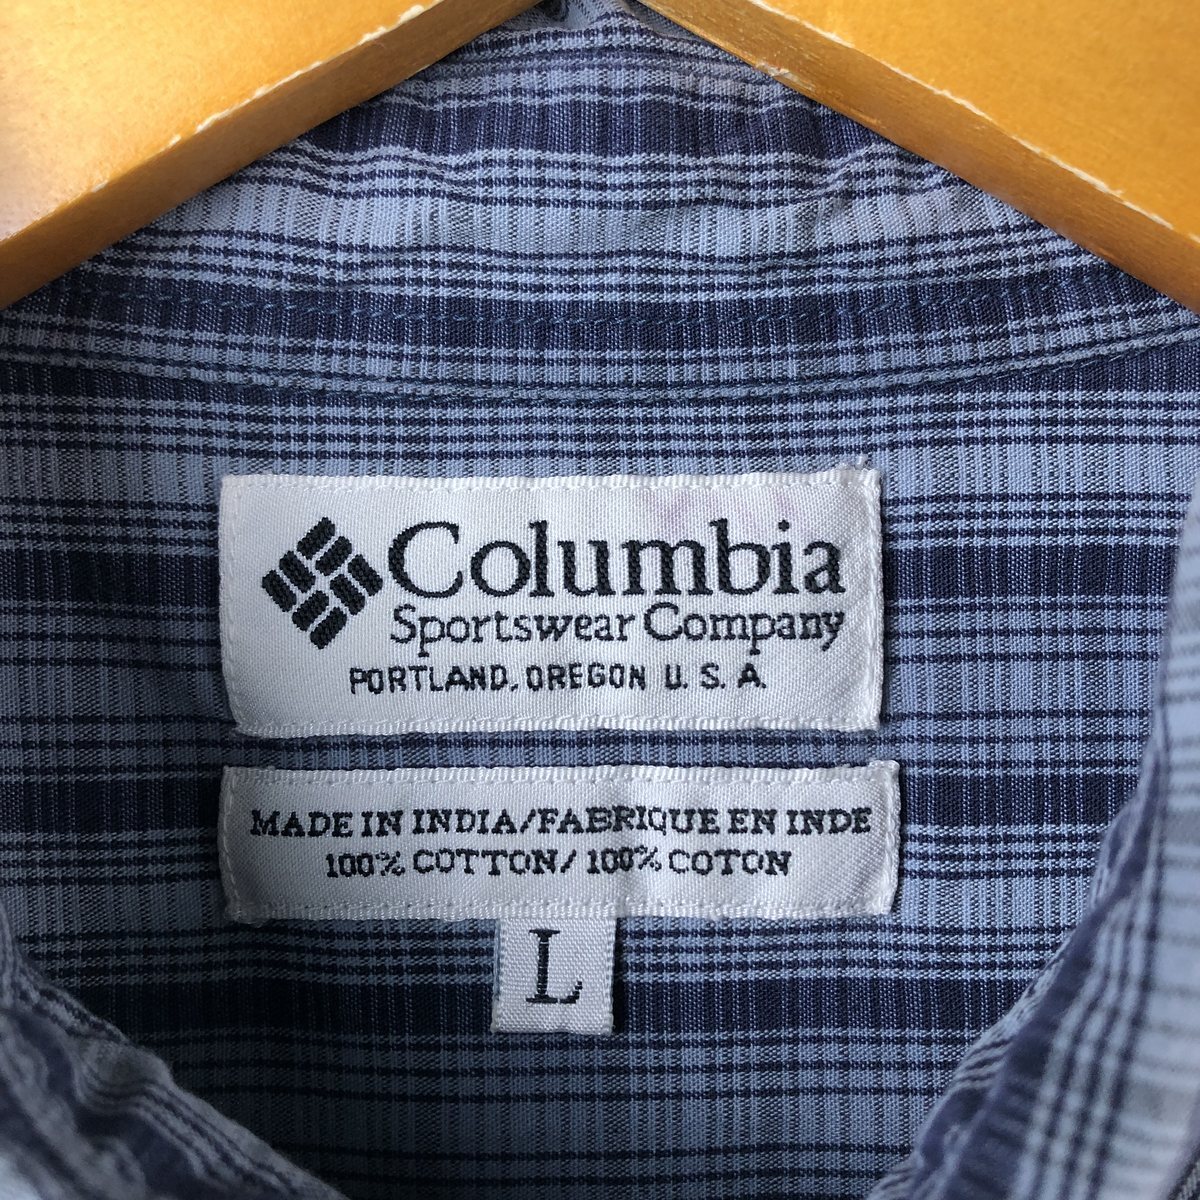 Columbia
Sportswear Company
PORTLAND, OREGON U.S.A.
MADE IN INDIA/FABRIQUE EN INDE
100% COTTON/100% COTON
L